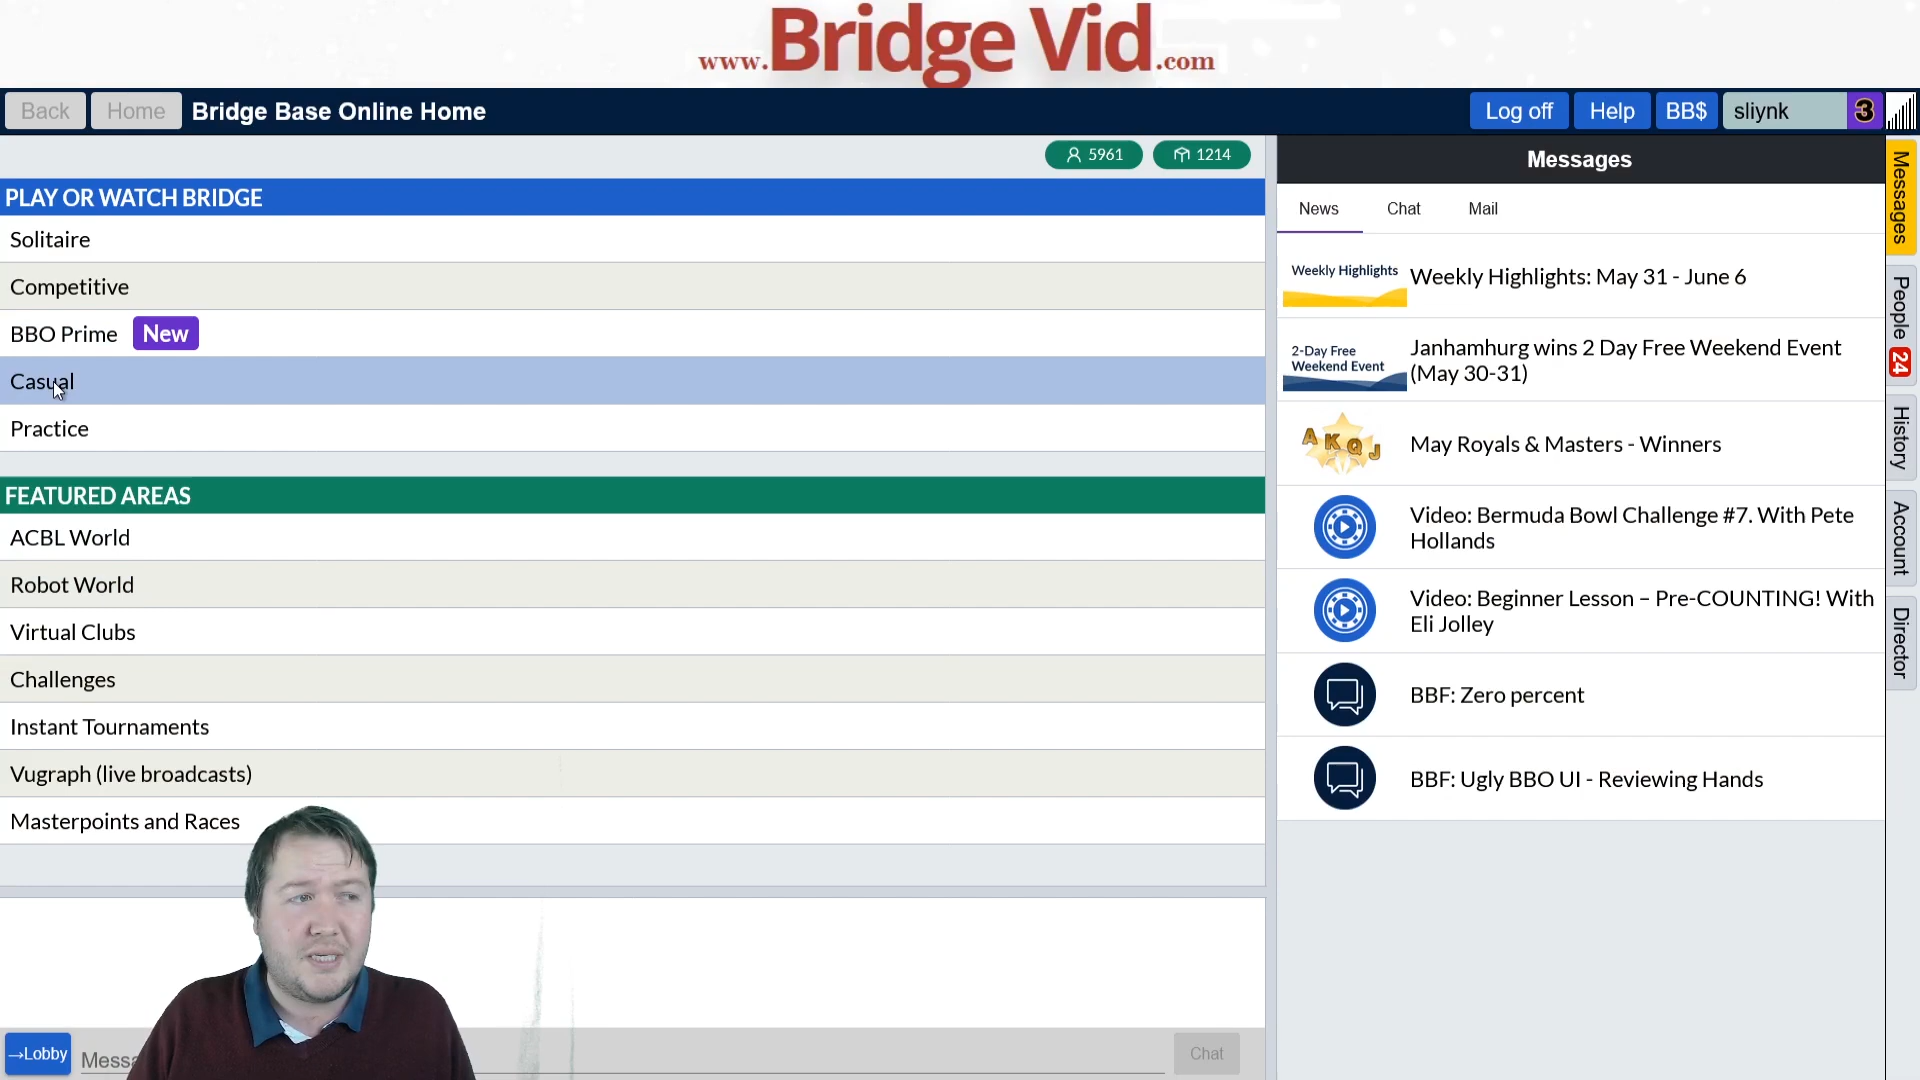 www.Bridge Vid.com
Back
Home
Bridge Base Online Home
Log off
Help
BB$
sliynk
3
5961
1214
PLAY OR WATCH BRIDGE
Solitaire
Competitive
BBO Prime New
Casual
Practice
FEATURED AREAS
ACBL World
Robot World
Virtual Clubs
Challenges
Instant Tournaments
Vugraph (live broadcasts)
Masterpoints and Races
→Lobby
Messa
Chat
Messages
News
Chat
Mail
Weekly Highlights
Weekly Highlights: May 31 - June 6
2-Day Free
Weekend Event
Janhamhurg wins 2 Day Free Weekend Event
(May 30-31)
A K Q J
May Royals & Masters - Winners
Video: Bermuda Bowl Challenge #7. With Pete
Hollands
Video: Beginner Lesson – Pre-COUNTING! With
Eli Jolley
BBF: Zero percent
BBF: Ugly BBO UI - Reviewing Hands
Messages
People 24
History
Account
Director